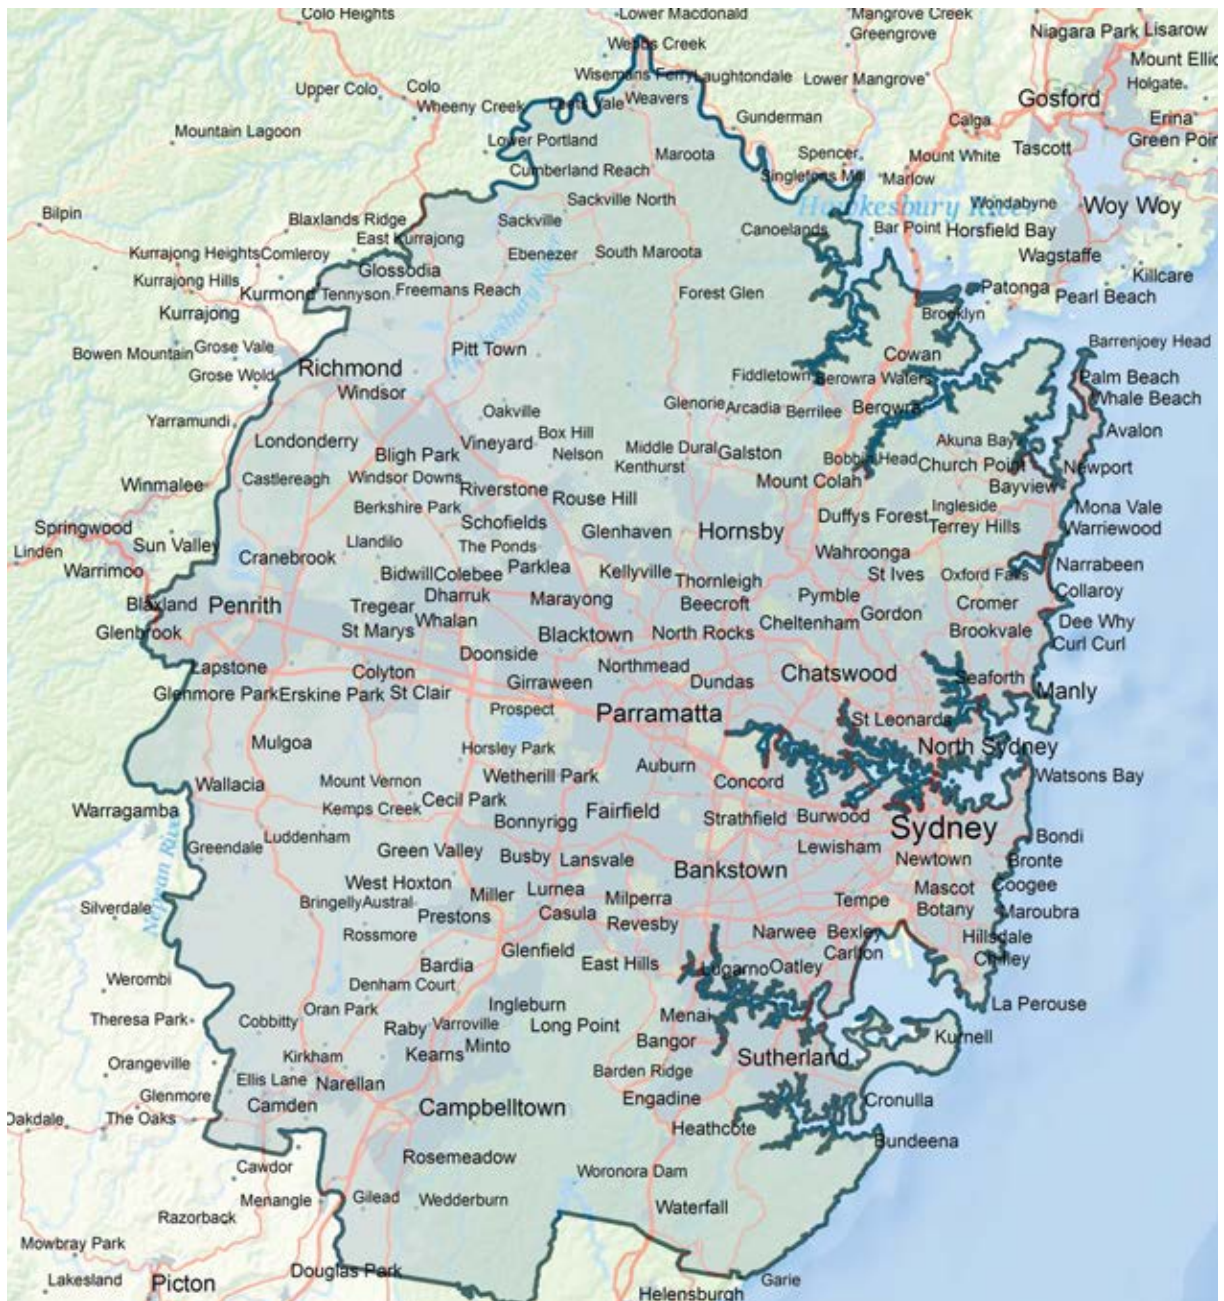 Colo Heights
Lower Macdonald
Mangrove Creek
Greengrove
Niagara Park
Lisarow
Webbs Creek
Mount Ellic
Wisemans Ferry
Laughtondale
Lower Mangrove
Holgate
Upper Colo
Colo
Wheeny Creek
Leets Vale
Weavers
Gosford
Gunderman
Calga
Erina
Mountain Lagoon
Lower Portland
Maroota
Spencer
Mount White
Tascott
Green Poir
Cumberland Reach
Singletons Mill
Marlow
Bilpin
Blaxlands Ridge
Sackville
Sackville North
Hawkesbury River
Wondabyne
Woy Woy
East Kurrajong
Canoelands
Bar Point
Horsfield Bay
Kurrajong Heights
Comleroy
Ebenezer
South Maroota
Wagstaffe
Glossodia
Killcare
Kurrajong Hills
Kurmond
Tennyson
Freemans Reach
Forest Glen
Patonga
Pearl Beach
Kurrajong
Hawkesbury River
Brooklyn
Bowen Mountain
Grose Vale
Pitt Town
Cowan
Barrenjoey Head
Richmond
Grose Wold
Windsor
Fiddletown
Berowra Waters
Palm Beach
Whale Beach
Yarramundi
Oakville
Glenorie
Arcadia
Berrilee
Berowra
Londonderry
Vineyard
Box Hill
Middle Dural
Galston
Akuna Bay
Avalon
Bligh Park
Nelson
Kenthurst
Bobbin Head
Church Point
Newport
Winmalee
Castlereagh
Windsor Downs
Riverstone
Rouse Hill
Mount Colah
Bayview
Berkshire Park
Ingleside
Mona Vale
Springwood
Schofields
Glenhaven
Hornsby
Duffys Forest
Terrey Hills
Warriewood
Linden
Sun Valley
Llandilo
The Ponds
Warrimoo
Cranebrook
Bidwill
Colebee
Parklea
Kellyville
Thornleigh
Wahroonga
St Ives
Oxford Falls
Narrabeen
Blaxland
Penrith
Tregear
Dharruk
Marayong
Beecroft
Pymble
Gordon
Cromer
Collaroy
Glenbrook
St Marys
Whalan
Blacktown
North Rocks
Cheltenham
Brookvale
Dee Why
Curl Curl
Lapstone
Colyton
Doonside
Northmead
Chatswood
Seaforth
Glenmore Park
Erskine Park
St Clair
Girraween
Dundas
Manly
Prospect
Parramatta
St Leonards
Mulgoa
Horsley Park
North Sydney
Wallacia
Mount Vernon
Wetherill Park
Auburn
Concord
Watsons Bay
Warragamba
Kemps Creek
Cecil Park
Bonnyrigg
Fairfield
Strathfield
Burwood
Sydney
Nepean River
Greendale
Luddenham
Green Valley
Busby
Lansvale
Lewisham
Newtown
Bondi
Bronte
West Hoxton
Bankstown
Silverdale
Bringelly
Austral
Miller
Lurnea
Milperra
Tempe
Mascot
Coogee
Prestons
Casula
Revesby
Botany
Maroubra
Rossmore
Glenfield
Narwee
Bexley
Hillsdale
Werombi
Bardia
East Hills
Lugarno
Oatley
Carlton
Chifley
Denham Court
Theresa Park
Cobbitty
Oran Park
Ingleburn
Menai
La Perouse
Raby
Varroville
Long Point
Bangor
Kurnell
Orangeville
Kirkham
Kearns
Minto
Sutherland
Glenmore
Ellis Lane
Narellan
Barden Ridge
Oakdale
The Oaks
Camden
Campbelltown
Engadine
Cronulla
Heathcote
Bundeena
Cawdor
Rosemeadow
Woronora Dam
Menangle
Gilead
Wedderburn
Waterfall
Razorback
Mowbray Park
Lakesland
Picton
Douglas Park
Helensburgh
Garie